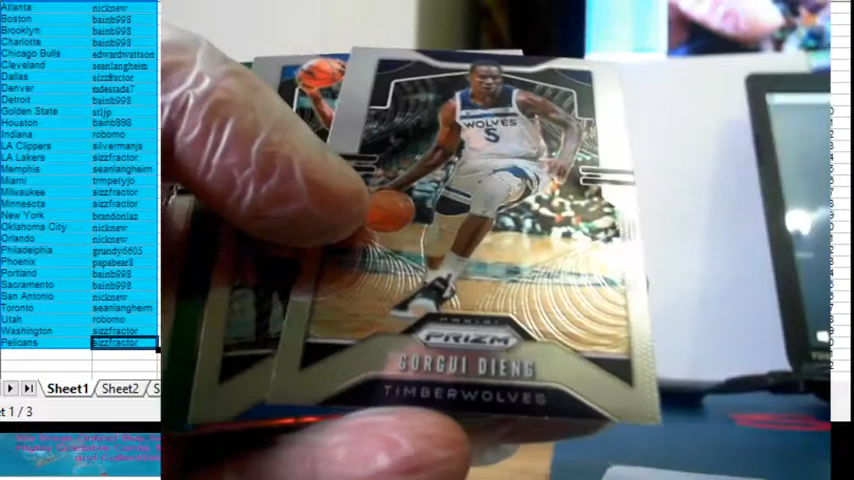 Atlanta nicknew
Boston bainb998
Brooklyn bainb998
Charlotte bainb998
Chicago Bulls edwardwattson
Cleveland seanlangheim
Dallas sizzfractor
Denver mdestada7
Detroit bainb998
Golden State stljp
Houston bainb998
Indiana robomo
LA Clippers silvermanjs
LA Lakers sizzfractor
Memphis seanlangheim
Miami trmpetyjo
Milwaukee sizzfractor
Minnesota sizzfractor
New York brandonlaz
Oklahoma City nicknew
Orlando nicknew
Philadelphia grundy6605
Phoenix papabear8
Portland bainb998
Sacramento bainb998
San Antonio nicknew
Toronto seanlangheim
Utah robomo
Washington sizzfractor
Pelicans sizzfractor
Sheet1 Sheet2 S
et 1 / 3
WOLVES
5
PANINI
PRIZM
GORGUI DIENG
TIMBERWOLVES